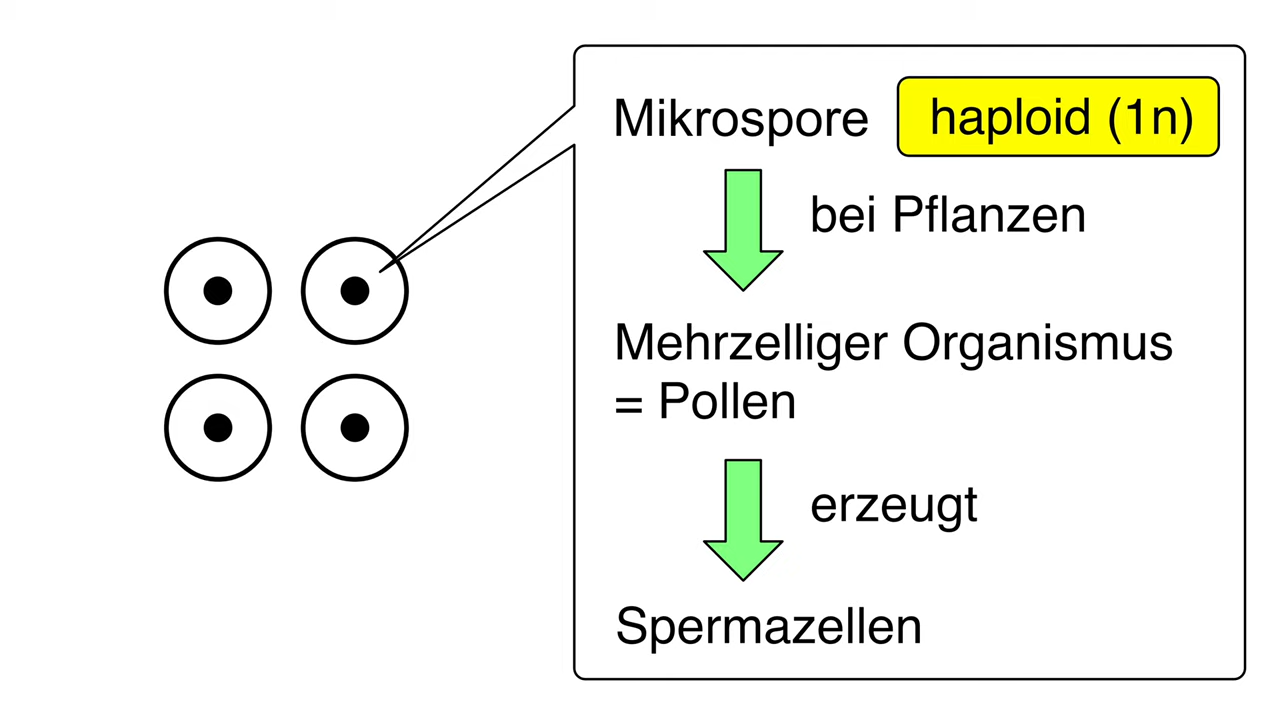 Mikrospore haploid (1n)
bei Pflanzen
Mehrzelliger Organismus
= Pollen
erzeugt
Spermazellen